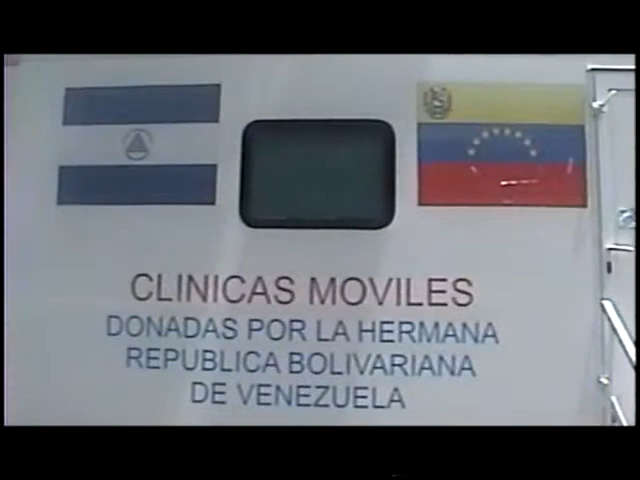 CLINICAS MOVILES
DONADAS POR LA HERMANA
REPUBLICA BOLIVARIANA
DE VENEZUELA